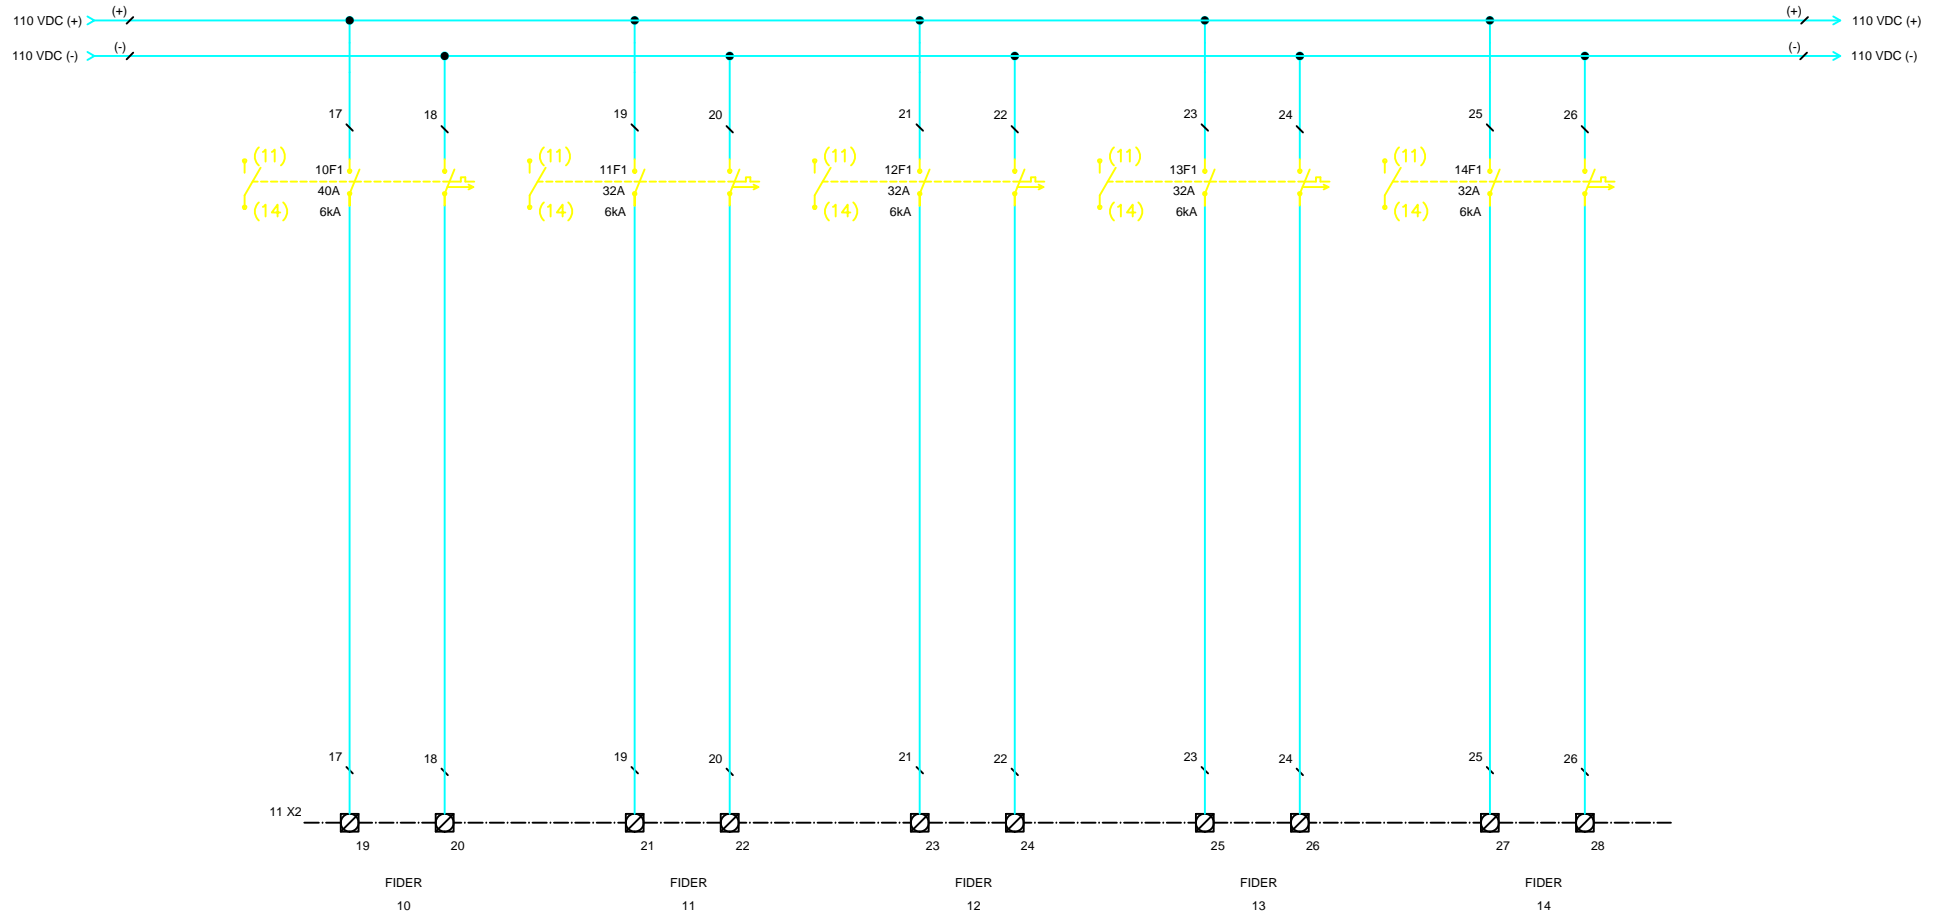 110 VDC (+) (+) (+) 110 VDC (+)
110 VDC (-) (-) (-) 110 VDC (-)
17 18 19 20 21 22 23 24 25 26
(11) (11) (11) (11) (11)
10F1 11F1 12F1 13F1 14F1
40A 32A 32A 32A 32A
(14) 6kA (14) 6kA (14) 6kA (14) 6kA (14) 6kA
17 18 19 20 21 22 23 24 25 26
11 X2
19 20 21 22 23 24 25 26 27 28
FIDER FIDER FIDER FIDER FIDER
10 11 12 13 14